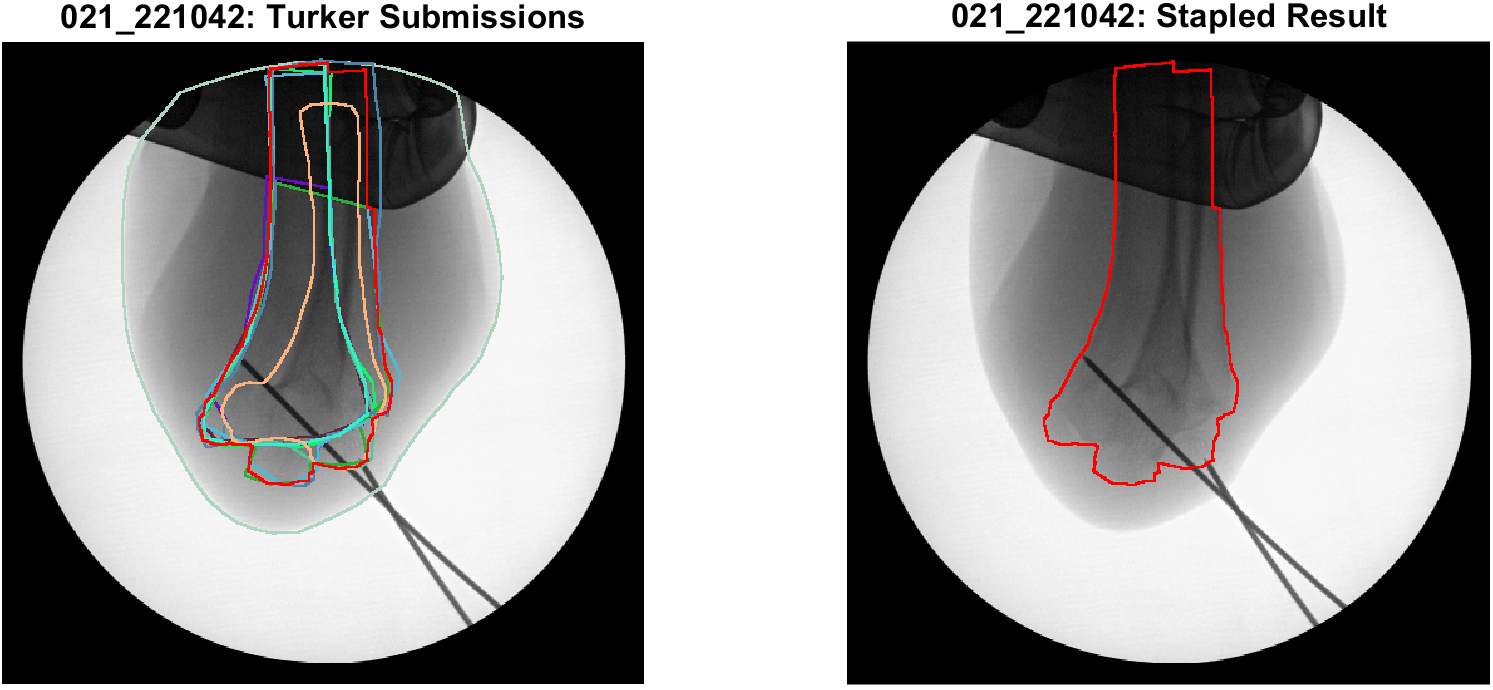 021_221042: Turker Submissions
021_221042: Stapled Result